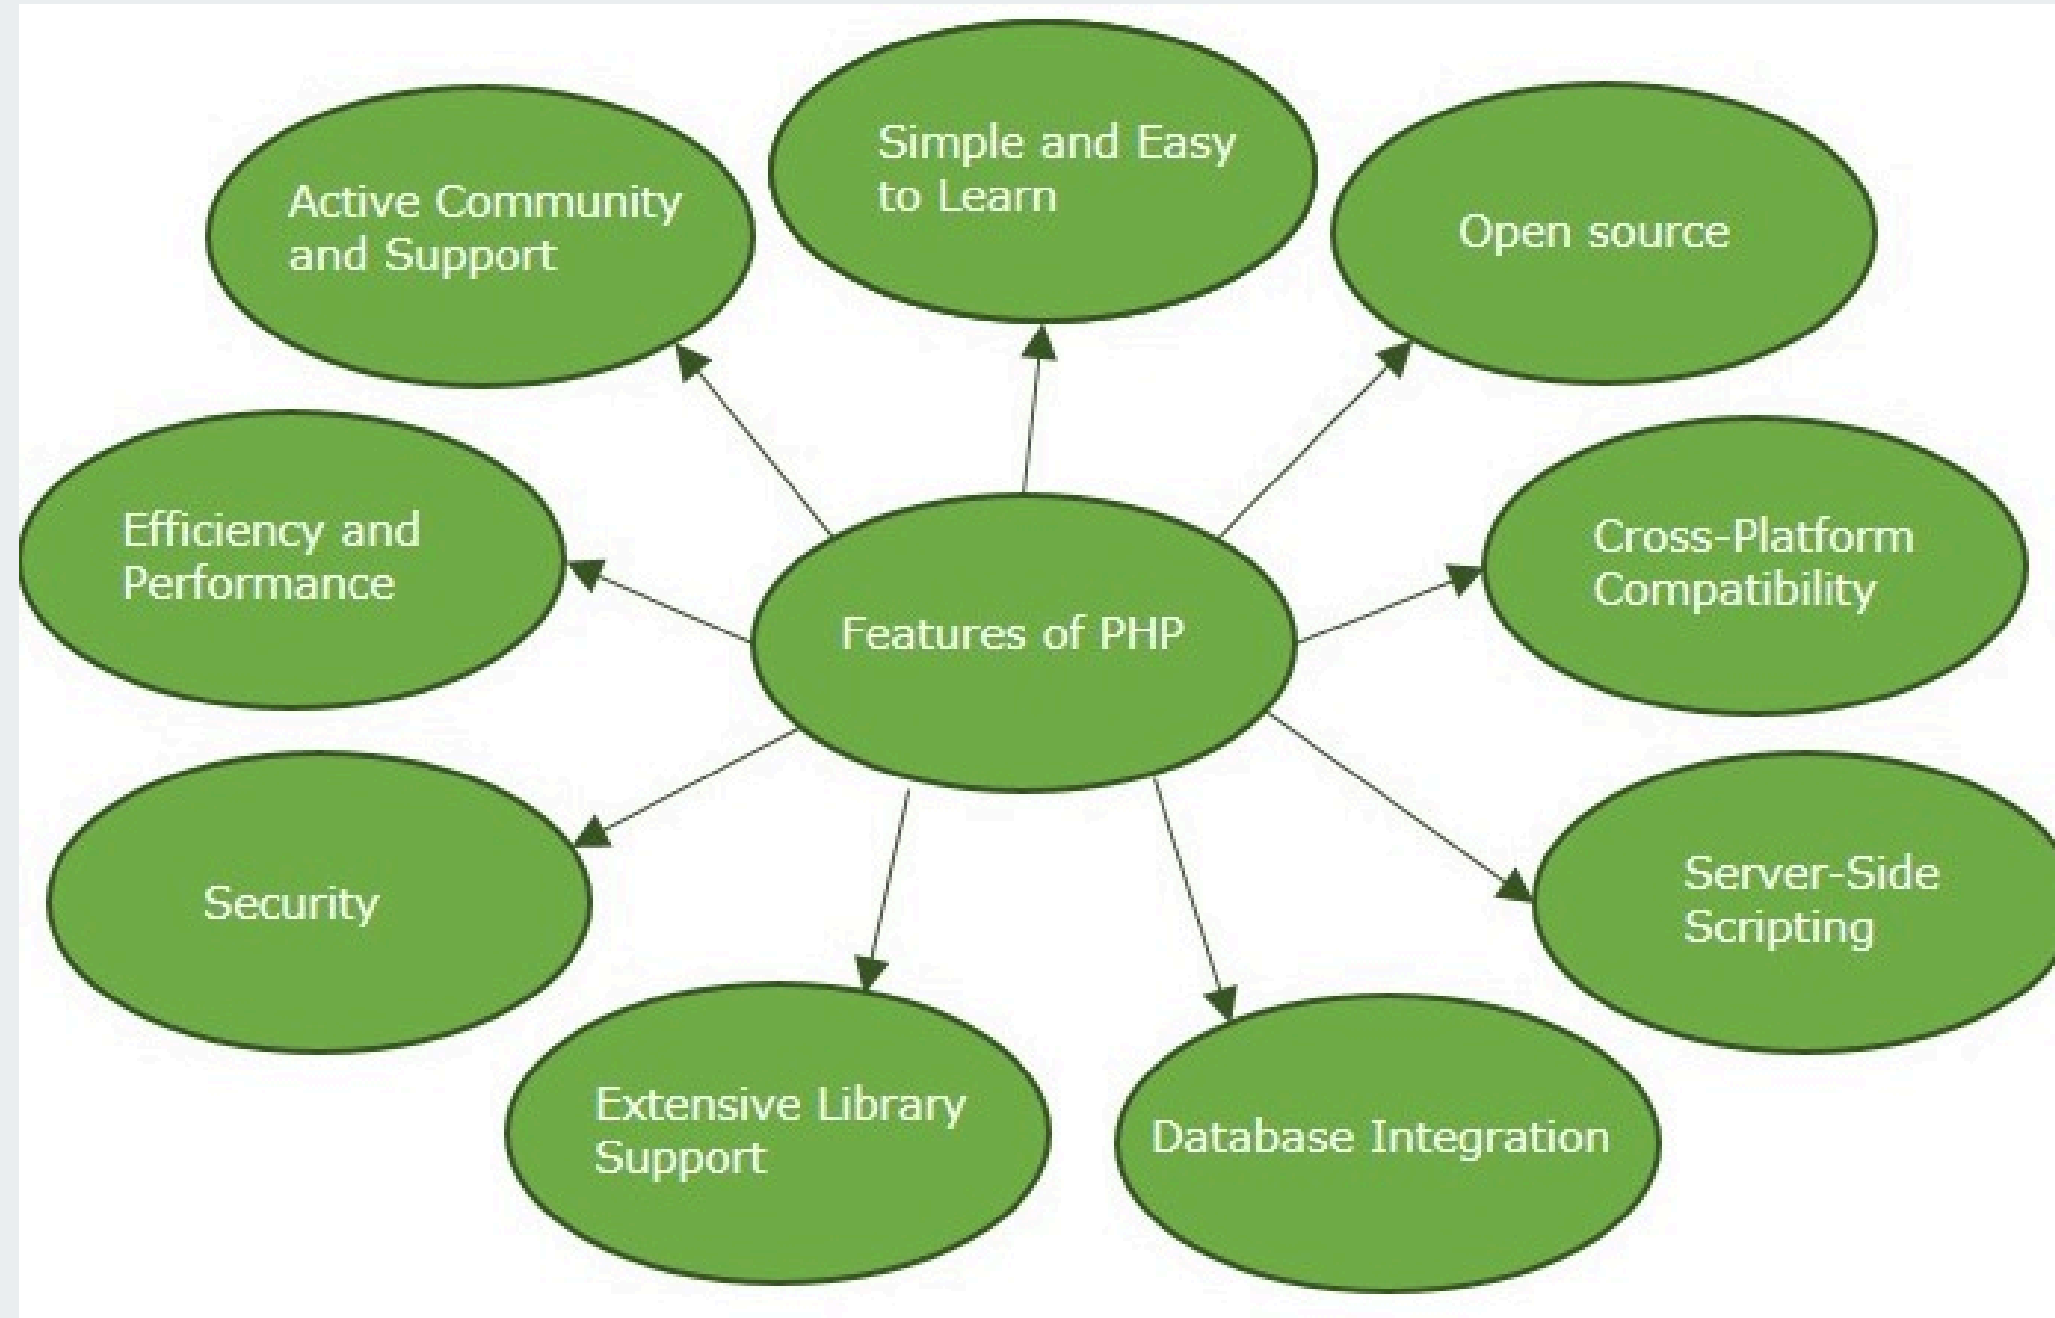 Simple and Easy
to Learn
Active Community
and Support
Open source
Efficiency and
Performance
Cross-Platform
Compatibility
Features of PHP
Security
Server-Side
Scripting
Extensive Library
Support
Database Integration